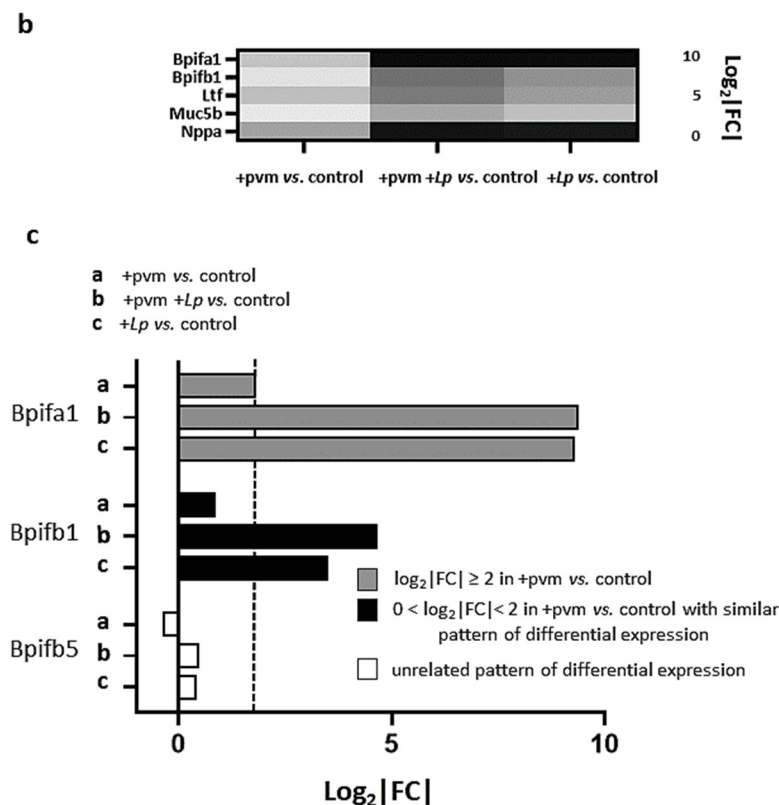 b
Bpifa1
Bpifb1
Ltf
Muc5b
Nppa
10
5
0
Log2|FC|
+pvm vs. control
+pvm +Lp vs. control
+Lp vs. control
c
a +pvm vs. control
b +pvm +Lp vs. control
c +Lp vs. control
Bpifa1
a
b
c
Bpifb1
a
b
c
Bpifb5
a
b
c
log2|FC| ≥ 2 in +pvm vs. control
0 < log2|FC| < 2 in +pvm vs. control with similar
pattern of differential expression
unrelated pattern of differential expression
0
5
10
Log2|FC|